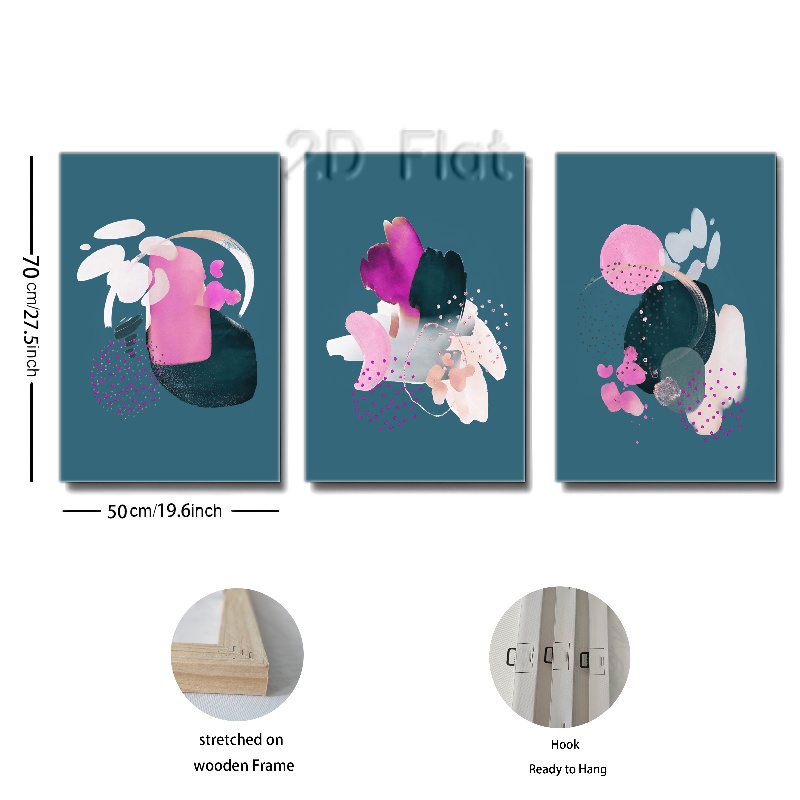 2D Flat
70 cm/27.5inch
50 cm/19.6inch
stretched on
wooden Frame
Hook
Ready to Hang